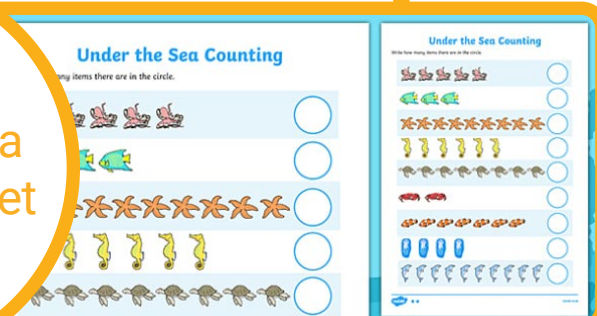 a
et
Under the Sea Counting
any items there are in the circle.
Under the Sea Counting
Write how many items there are in the circle.